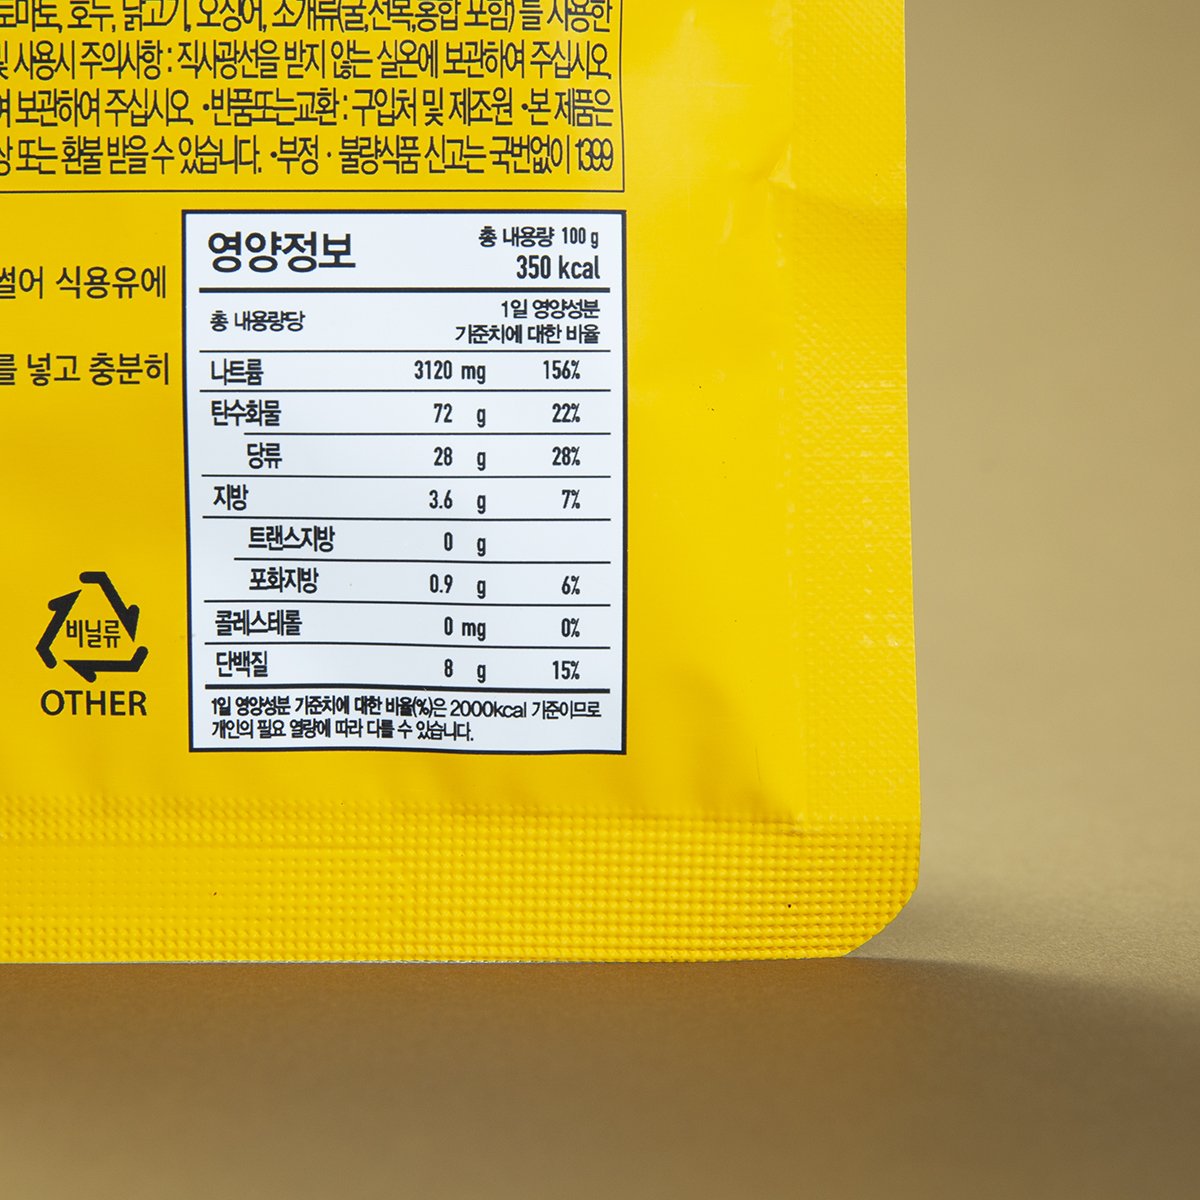 토마토, 호두, 닭고기, 오징어, 조개류(굴,전복,홍합 포함) 를 사용한
및 사용시 주의사항 : 직사광선을 받지 않는 실온에 보관하여 주십시오.
여 보관하여 주십시오. •반품또는교환 : 구입처 및 제조원 •본 제품은
상 또는 환불 받을 수 있습니다. •부정 · 불량식품 신고는 국번없이 1399
썰어 식용유에
를 넣고 충분히
비닐류
OTHER
영양정보
총 내용량 100 g
350 kcal
총 내용량당 1일 영양성분
기준치에 대한 비율
나트륨 3120 mg 156%
탄수화물 72 g 22%
당류 28 g 28%
지방 3.6 g 7%
트랜스지방 0 g
포화지방 0.9 g 6%
콜레스테롤 0 mg 0%
단백질 8 g 15%
1일 영양성분 기준치에 대한 비율(%)은 2000kcal 기준이므로
개인의 필요 열량에 따라 다를 수 있습니다.